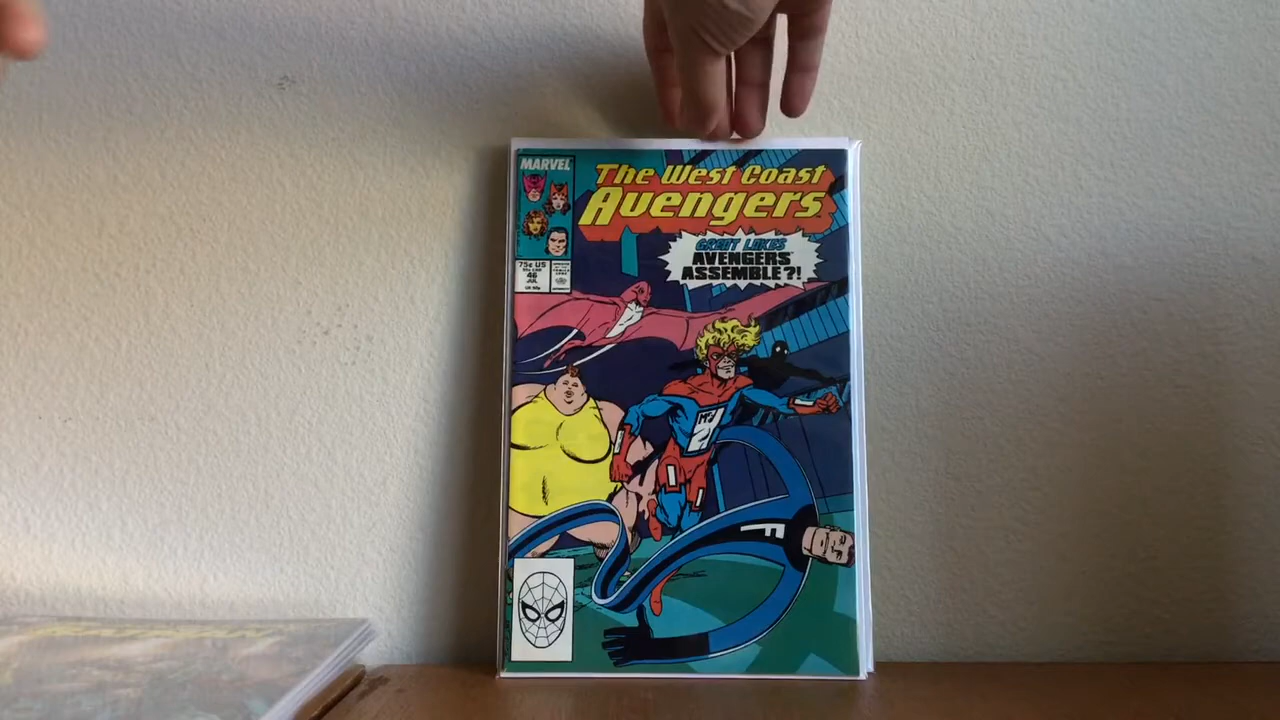 MARVEL
The West Coast
Avengers
GREAT LAKES
AVENGERS
ASSEMBLE?!
75¢ US
46
JUL
F